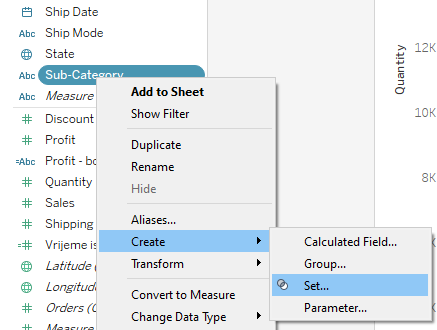 Ship Date
Abc Ship Mode
State
Abc Sub-Category
Abc Measure
Discount
Profit
=Abc Profit - bo
Quantity
Sales
Shipping
Vrijeme is
Latitude (
Longitu
Orders (C
Measure
Add to Sheet
Show Filter
Duplicate
Rename
Hide
Aliases...
Create
Transform
Convert to Measure
Change Data Type
Calculated Field...
Group...
Set...
Parameter...
Quantity
12K
10K
8K